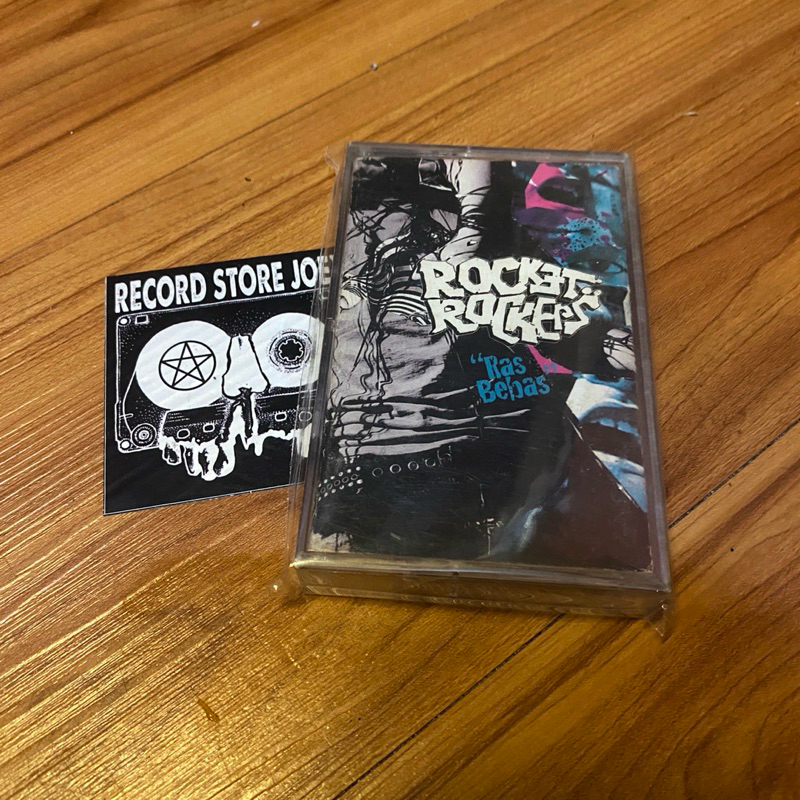 RECORD STORE JOE
ROCKET
ROCKERS
"Ras
Bebas"